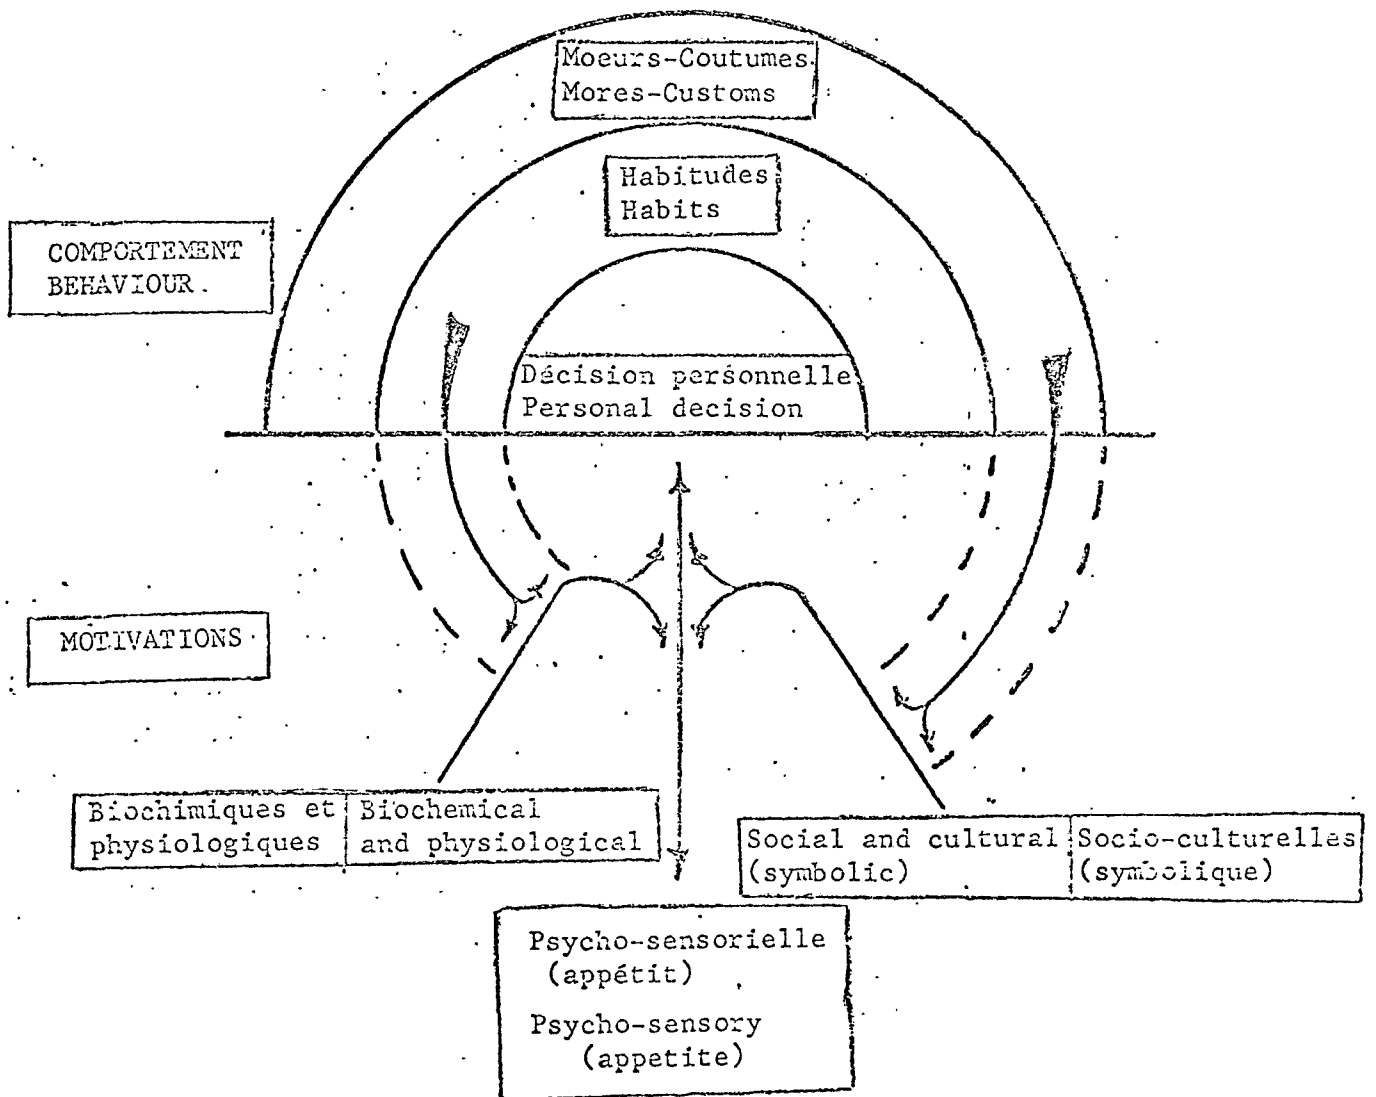 Moeurs-Coutumes
Mores-Customs
Habitudes
Habits
COMPORTEMENT
BEHAVIOUR.
Décision personnelle
Personal decision
MOTIVATIONS
Biochimiques et
physiologiques
Biochemical
and physiological
Social and cultural
(symbolic)
Socio-culturelles
(symbolique)
Psycho-sensorielle
(appétit)
Psycho-sensory
(appetite)